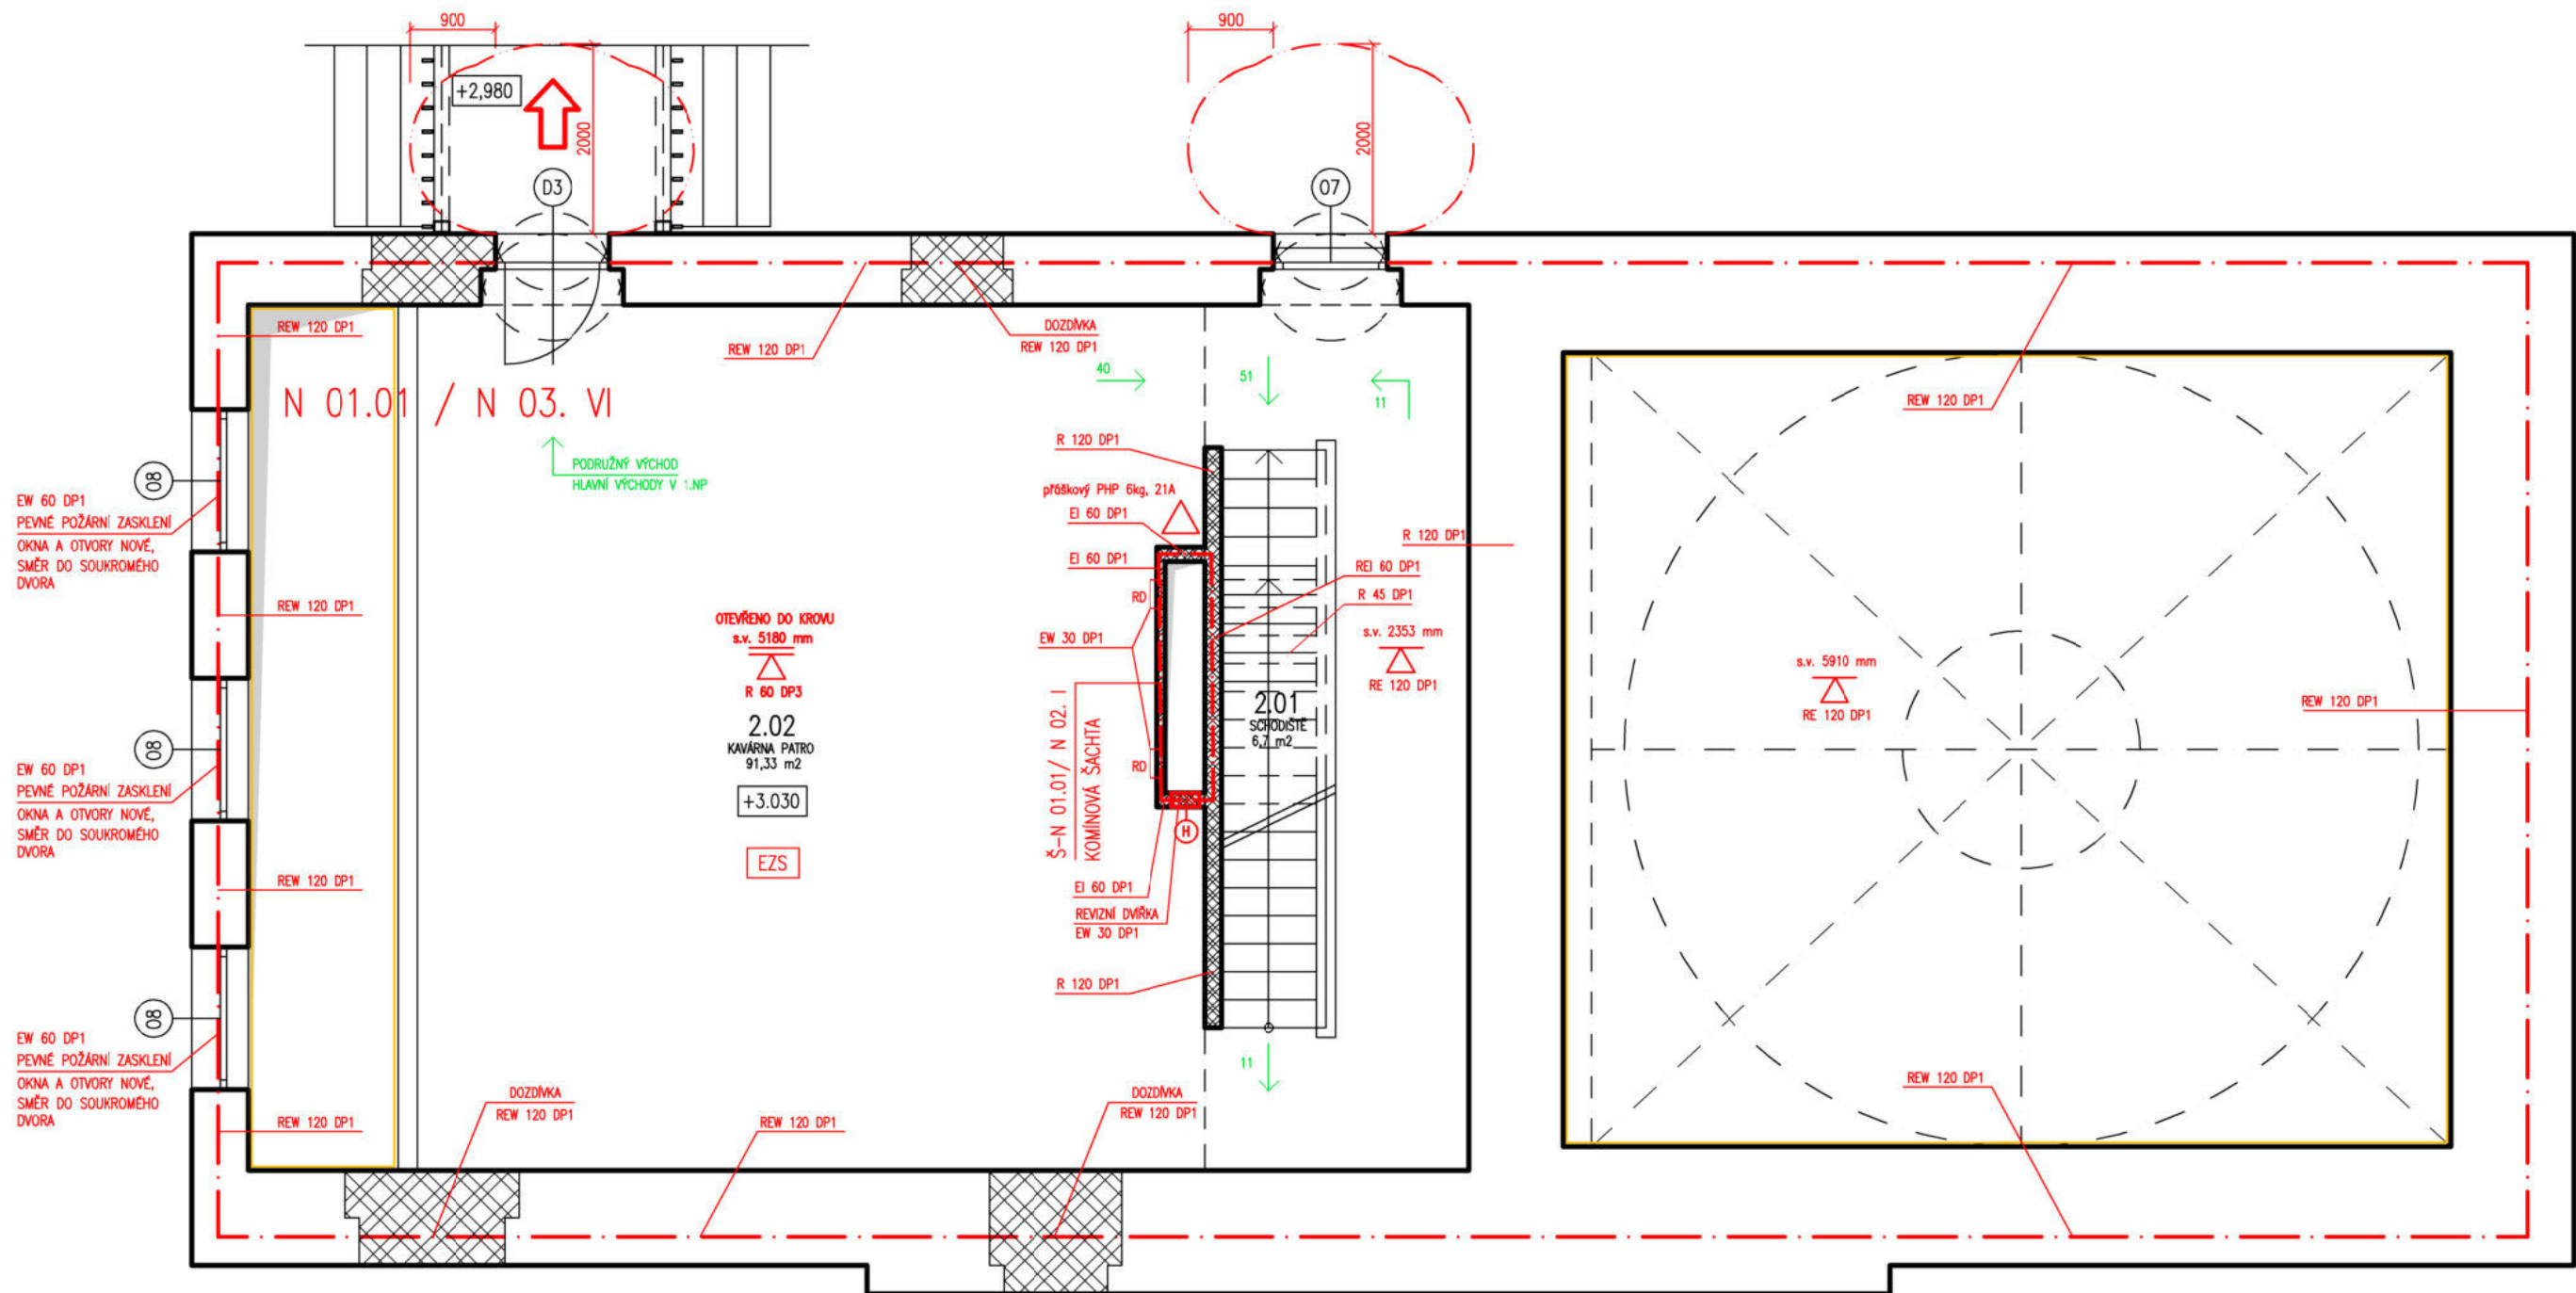 900
900
+2,980
2000
2000
D3
07
REW 120 DP1
REW 120 DP1
DOZDÍVKA
REW 120 DP1
40
51
11
REW 120 DP1
N 01.01 / N 03. VI
PODRUŽNÝ VÝCHOD
HLAVNÍ VÝCHODY V 1.NP
R 120 DP1
práškový PHP 6kg, 21A
EI 60 DP1
EI 60 DP1
R 120 DP1
REI 60 DP1
R 45 DP1
RD
EW 30 DP1
RD
s.v. 2353 mm
RE 120 DP1
s.v. 5910 mm
RE 120 DP1
REW 120 DP1
08
EW 60 DP1
PEVNÉ POŽÁRNÍ ZASKLENÍ
OKNA A OTVORY NOVÉ,
SMĚR DO SOUKROMÉHO
DVORA
REW 120 DP1
OTEVŘENO DO KROVU
s.v. 5180 mm
R 60 DP3
2.02
KAVÁRNA PATRO
91,33 m2
+3.030
EZS
Š-N 01.01/ N 02. I
KOMÍNOVÁ ŠACHTA
2.01
SCHODIŠTĚ
6,7 m2
H
08
EW 60 DP1
PEVNÉ POŽÁRNÍ ZASKLENÍ
OKNA A OTVORY NOVÉ,
SMĚR DO SOUKROMÉHO
DVORA
REW 120 DP1
EI 60 DP1
REVIZNÍ DVÍŘKA
EW 30 DP1
R 120 DP1
08
EW 60 DP1
PEVNÉ POŽÁRNÍ ZASKLENÍ
OKNA A OTVORY NOVÉ,
SMĚR DO SOUKROMÉHO
DVORA
11
REW 120 DP1
DOZDÍVKA
REW 120 DP1
REW 120 DP1
DOZDÍVKA
REW 120 DP1
REW 120 DP1